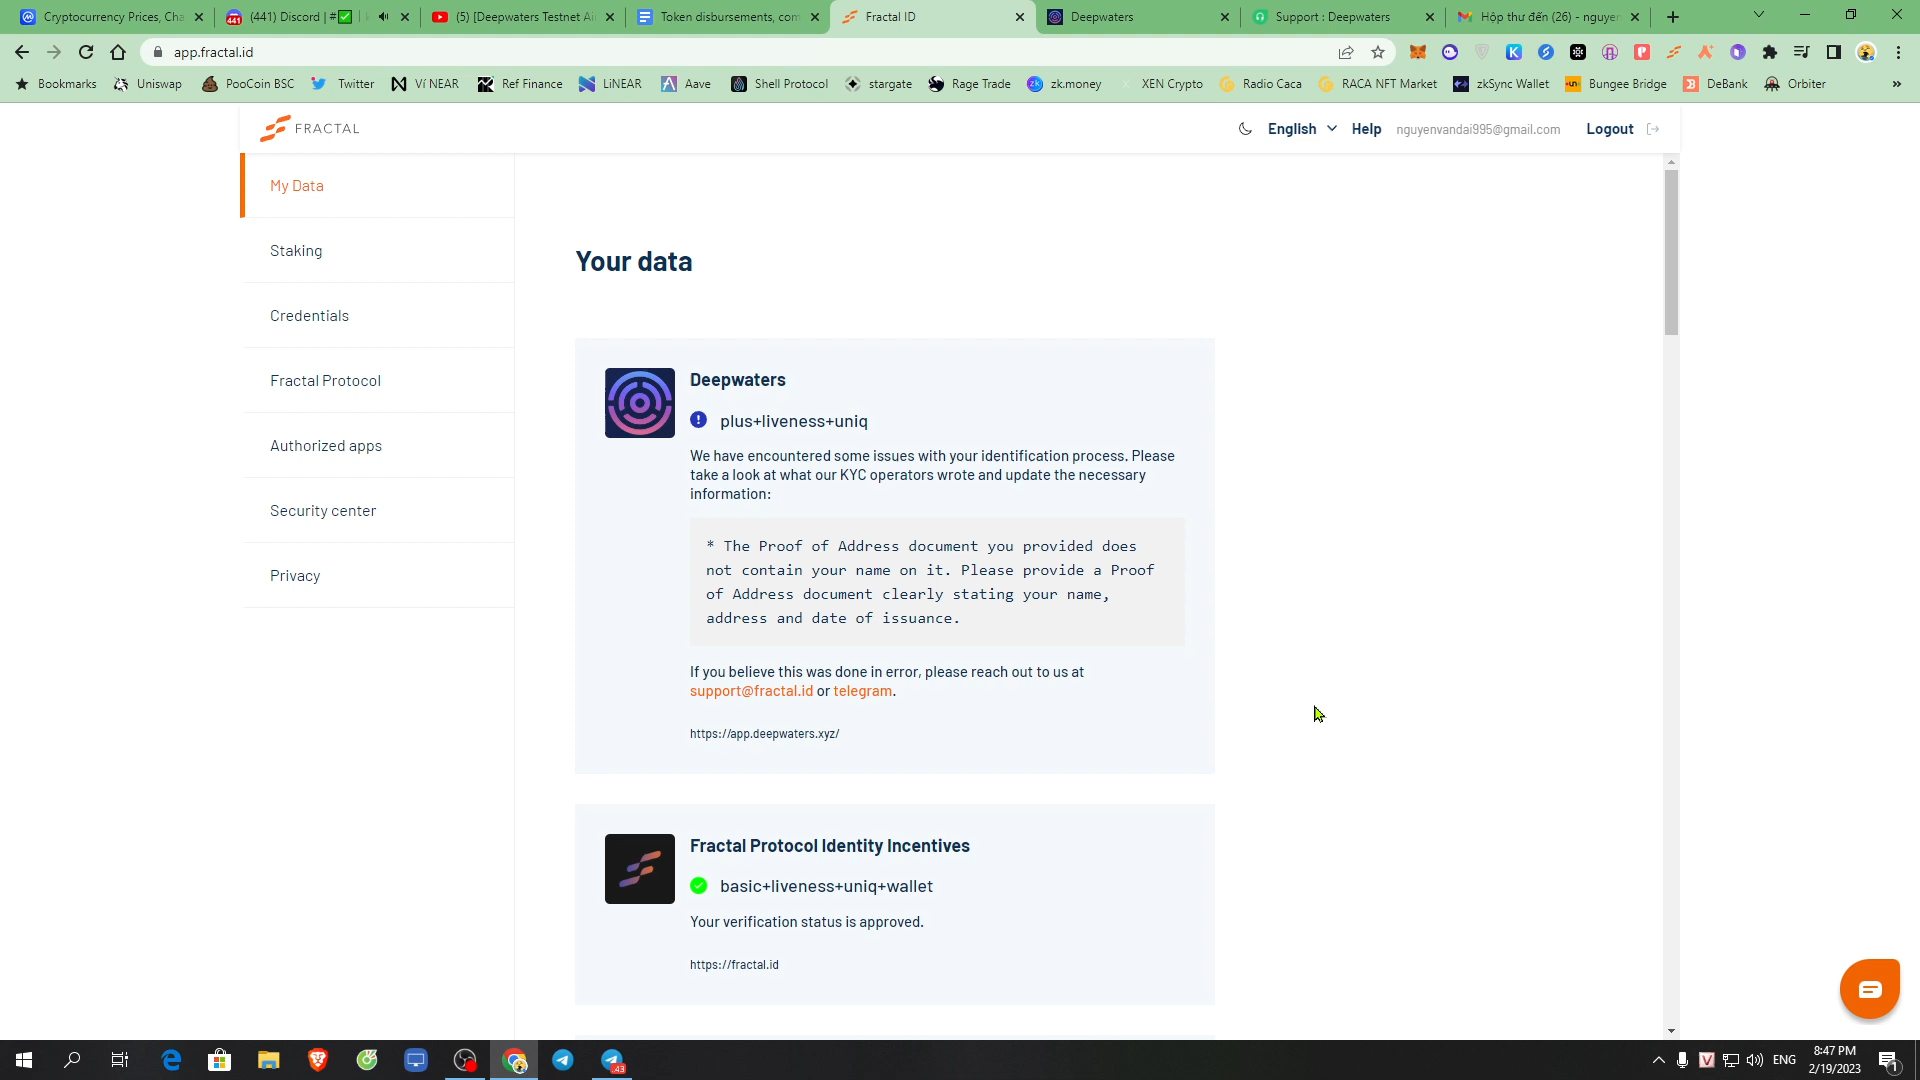 Cryptocurrency Prices, Cha
(441) Discord | #✅ |
(5) [Deepwaters Testnet Ai
Token disbursements, com
Fractal ID
Deepwaters
Support : Deepwaters
Hộp thư đến (26) - nguyen
app.fractal.id
Bookmarks
Uniswap
PooCoin BSC
Twitter
Ví NEAR
Ref Finance
LiNEAR
Aave
Shell Protocol
stargate
Rage Trade
zk.money
XEN Crypto
Radio Caca
RACA NFT Market
zkSync Wallet
Bungee Bridge
DeBank
Orbiter
»
FRACTAL
English
Help
nguyenvandai995@gmail.com
Logout
My Data
Staking
Credentials
Fractal Protocol
Authorized apps
Security center
Privacy
Your data
Deepwaters
plus+liveness+uniq
We have encountered some issues with your identification process. Please
take a look at what our KYC operators wrote and update the necessary
information:
* The Proof of Address document you provided does
not contain your name on it. Please provide a Proof
of Address document clearly stating your name,
address and date of issuance.
If you believe this was done in error, please reach out to us at
support@fractal.id or telegram.
https://app.deepwaters.xyz/
Fractal Protocol Identity Incentives
basic+liveness+uniq+wallet
Your verification status is approved.
https://fractal.id
43
ENG
8:47 PM
2/19/2023
1